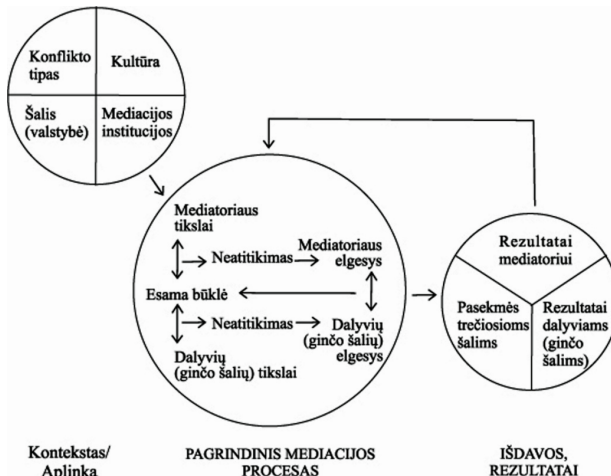 Konflikto
tipas
Kultūra
Šalis
(valstybė)
Mediacijos
institucijos
Mediatoriaus
tikslai
Neatitikimas
Mediatoriaus
elgesys
Esama būklė
Neatitikimas
Dalyvių
(ginčo šalių) tikslai
Dalyvių
(ginčo šalių)
elgesys
Rezultatai
mediatoriui
Pasekmės
trečiosioms
šalims
Rezultatai
dalyviams
(ginčo
šalims)
Kontekstas/
Aplinka
PAGRINDINIS MEDIACIJOS
PROCESAS
IŠDAVOS,
REZULTATAI